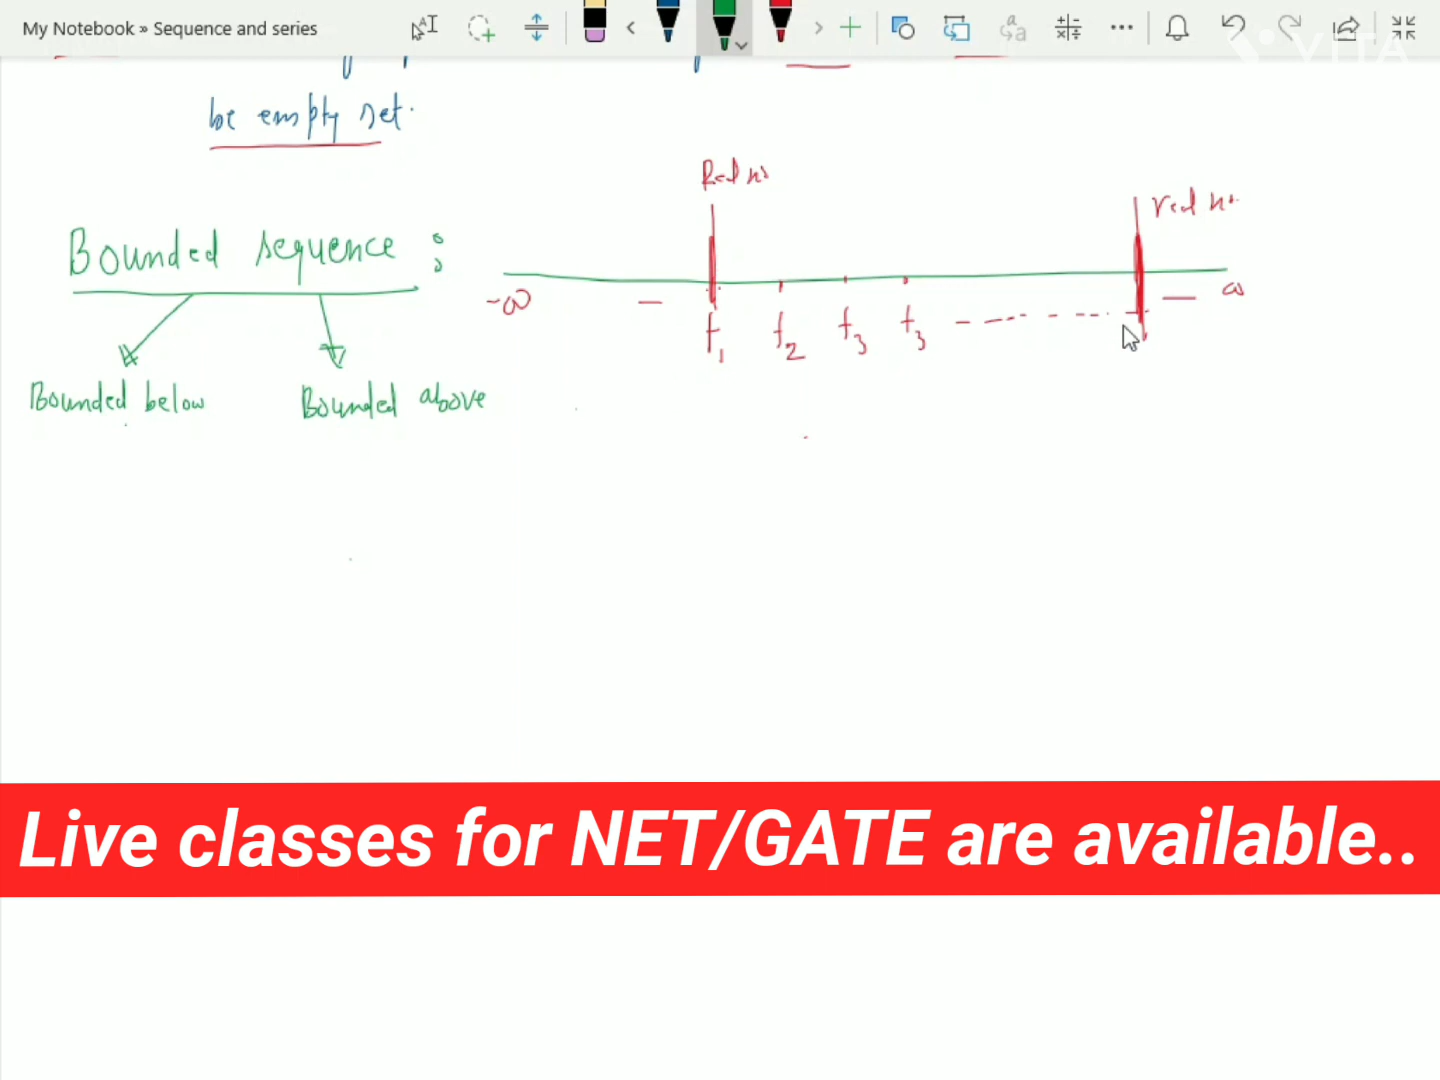 My Notebook » Sequence and series
VITA
be empty set.
Real no
real no.
Bounded sequence :
-∞
∞
f1 f2 f3 f3
Bounded below
Bounded above
Live classes for NET/GATE are available..